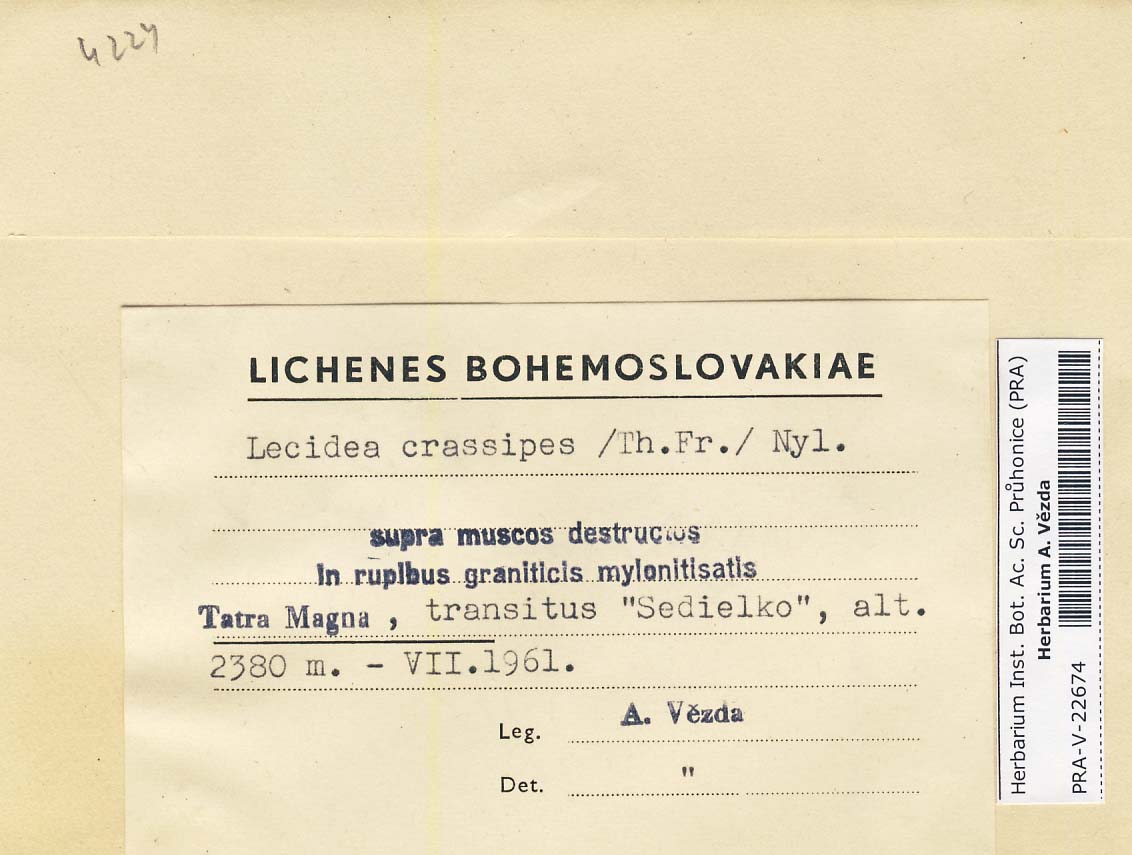 4224
LICHENES BOHEMOSLOVAKIAE
Lecidea crassipes /Th.Fr./ Nyl.
supra muscos destructos
in rupibus graniticis mylonitisatis
Tatra Magna , transitus "Sedielko", alt.
2380 m. - VII.1961.
Leg. A. Vězda
Det. "
Herbarium Inst. Bot. Ac. Sc. Průhonice (PRA)
Herbarium A. Vězda
PRA-V-22674